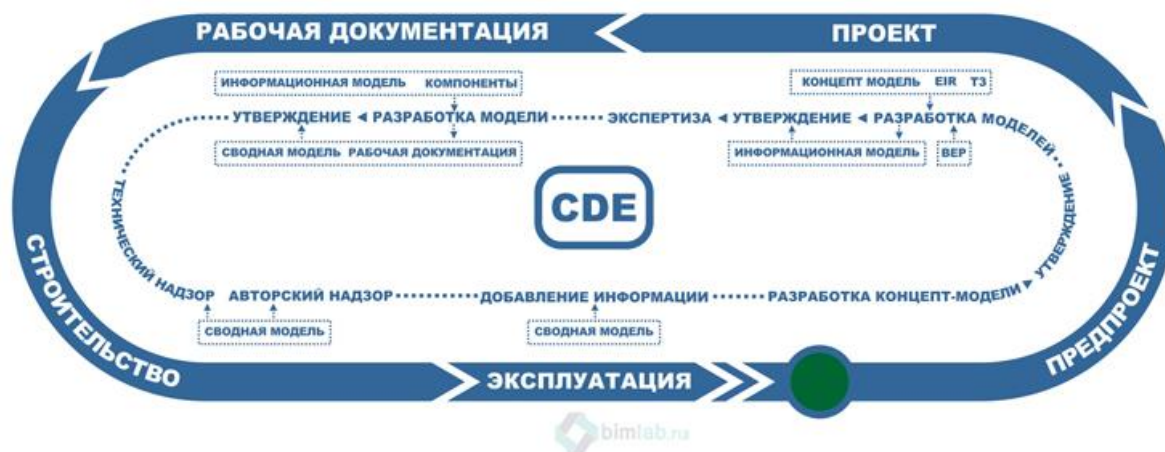 РАБОЧАЯ ДОКУМЕНТАЦИЯ
ПРОЕКТ
ИНФОРМАЦИОННАЯ МОДЕЛЬ КОМПОНЕНТЫ
КОНЦЕПТ МОДЕЛЬ EIR ТЗ
УТВЕРЖДЕНИЕ ◄ РАЗРАБОТКА МОДЕЛИ
ЭКСПЕРТИЗА ◄ УТВЕРЖДЕНИЕ ◄ РАЗРАБОТКА МОДЕЛЕЙ
СВОДНАЯ МОДЕЛЬ РАБОЧАЯ ДОКУМЕНТАЦИЯ
ИНФОРМАЦИОННАЯ МОДЕЛЬ
BEP
ТЕХНИЧЕСКИЙ НАДЗОР
CDE
УТВЕРЖДЕНИЕ
СТРОИТЕЛЬСТВО
ПРЕДПРОЕКТ
АВТОРСКИЙ НАДЗОР
ДОБАВЛЕНИЕ ИНФОРМАЦИИ
РАЗРАБОТКА КОНЦЕПТ-МОДЕЛИ
СВОДНАЯ МОДЕЛЬ
СВОДНАЯ МОДЕЛЬ
ЭКСПЛУАТАЦИЯ
bimlab.ru